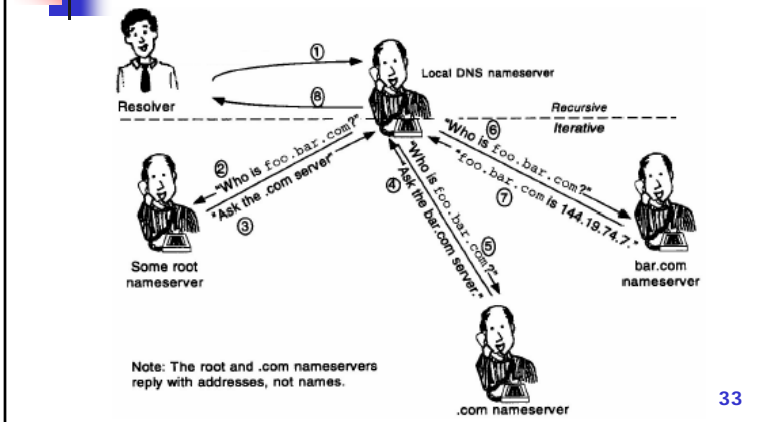 ①
Local DNS nameserver
Resolver
⑧
Recursive
Iterative
②
"Who is foo.bar.com?"
"Ask the .com server"
③
④
"Who is foo.bar.com?"
"Ask the bar.com server."
⑤
⑥
"Who is foo.bar.com?"
"foo.bar.com is 144.19.74.7."
⑦
Some root
nameserver
bar.com
nameserver
Note: The root and .com nameservers
reply with addresses, not names.
.com nameserver
33